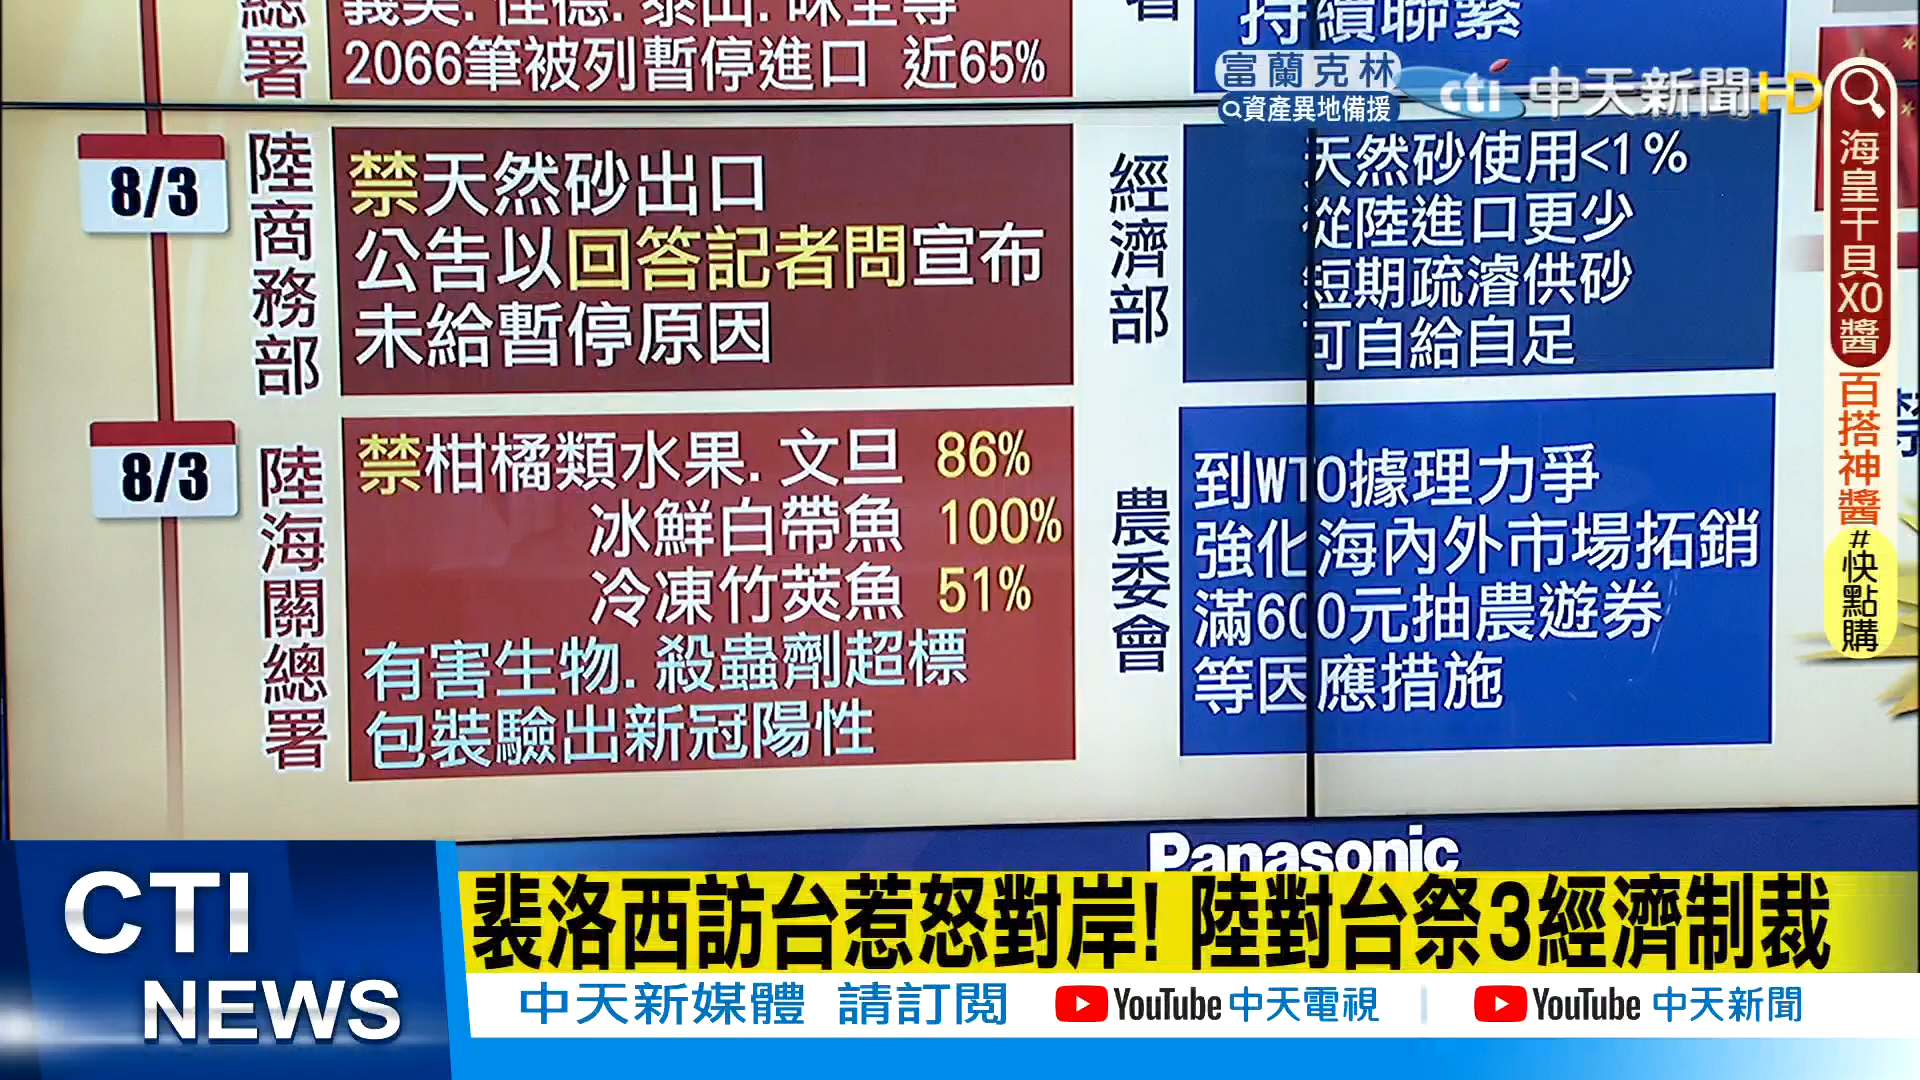 總署
義美.佳德.泰山.味全等
2066筆被列暫停進口 近65%
署
持續聯繫
富蘭克林
資產異地備援
cti 中天新聞HD
8/3
陸商務部
禁天然砂出口
公告以回答記者問宣布
未給暫停原因
經濟部
天然砂使用<1%
從陸進口更少
短期疏濬供砂
可自給自足
8/3
陸海關總署
禁柑橘類水果.文旦 86%
冰鮮白帶魚 100%
冷凍竹莢魚 51%
有害生物.殺蟲劑超標
包裝驗出新冠陽性
農委會
到WTO據理力爭
強化海內外市場拓銷
滿600元抽農遊券
等因應措施
海皇干貝XO醬
百搭神醬
#快點購
Panasonic
CTI
NEWS
裴洛西訪台惹怒對岸! 陸對台祭3經濟制裁
中天新媒體 請訂閱 YouTube 中天電視 | YouTube 中天新聞